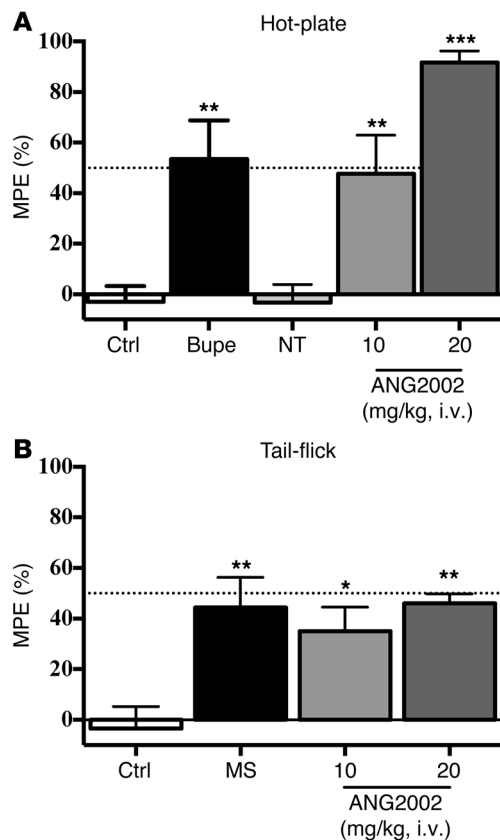 A
Hot-plate
MPE (%)
100
80
60
40
20
0
**
**
***
Ctrl Bupe NT 10 20
ANG2002
(mg/kg, i.v.)
B
Tail-flick
MPE (%)
100
80
60
40
20
0
**
*
**
Ctrl MS 10 20
ANG2002
(mg/kg, i.v.)